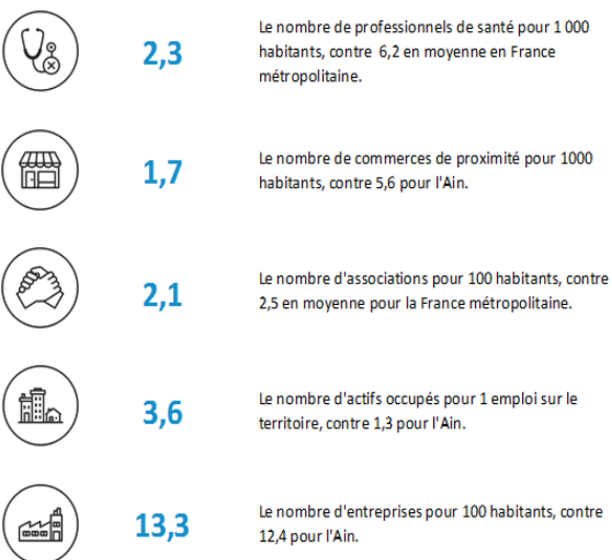 2,3
Le nombre de professionnels de santé pour 1 000
habitants, contre 6,2 en moyenne en France
métropolitaine.
1,7
Le nombre de commerces de proximité pour 1000
habitants, contre 5,6 pour l'Ain.
2,1
Le nombre d'associations pour 100 habitants, contre
2,5 en moyenne pour la France métropolitaine.
3,6
Le nombre d'actifs occupés pour 1 emploi sur le
territoire, contre 1,3 pour l'Ain.
13,3
Le nombre d'entreprises pour 100 habitants, contre
12,4 pour l'Ain.